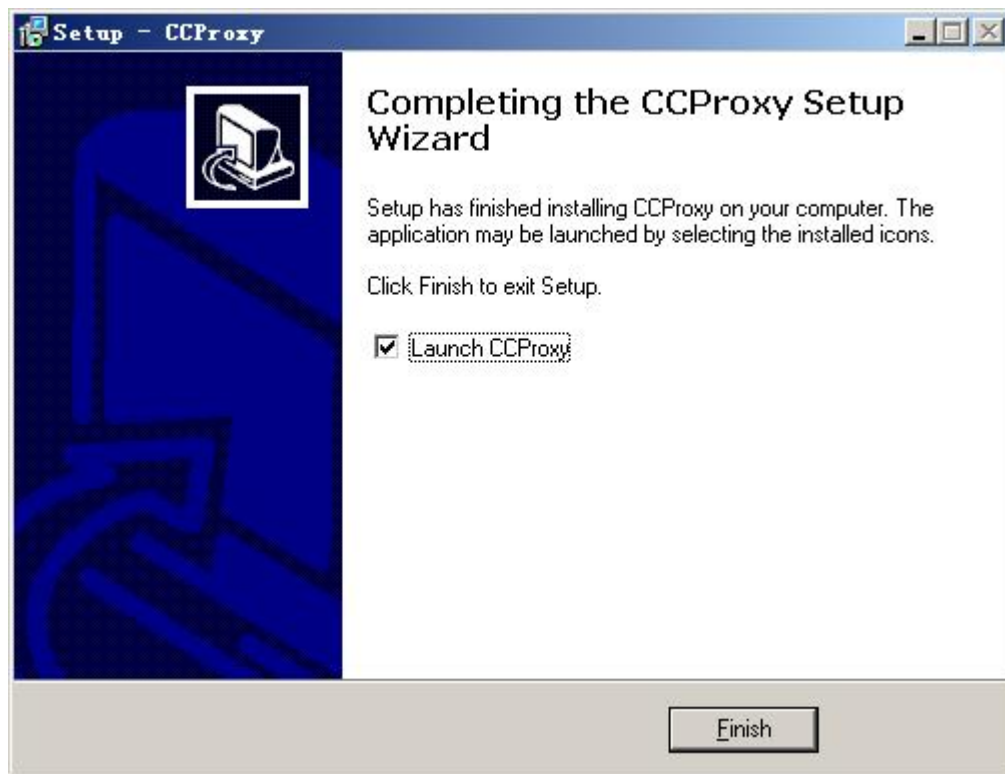 Setup - CCProxy
Completing the CCProxy Setup
Wizard
Setup has finished installing CCProxy on your computer. The
application may be launched by selecting the installed icons.
Click Finish to exit Setup.
Launch CCProxy
Finish